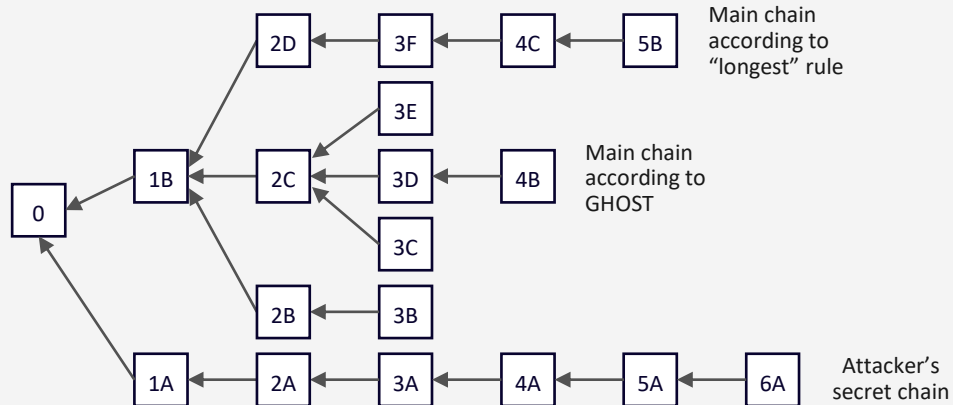 2D
3F
4C
5B
Main chain
according to
“longest” rule
3E
1B
2C
3D
4B
Main chain
according to
GHOST
0
3C
2B
3B
1A
2A
3A
4A
5A
6A
Attacker’s
secret chain